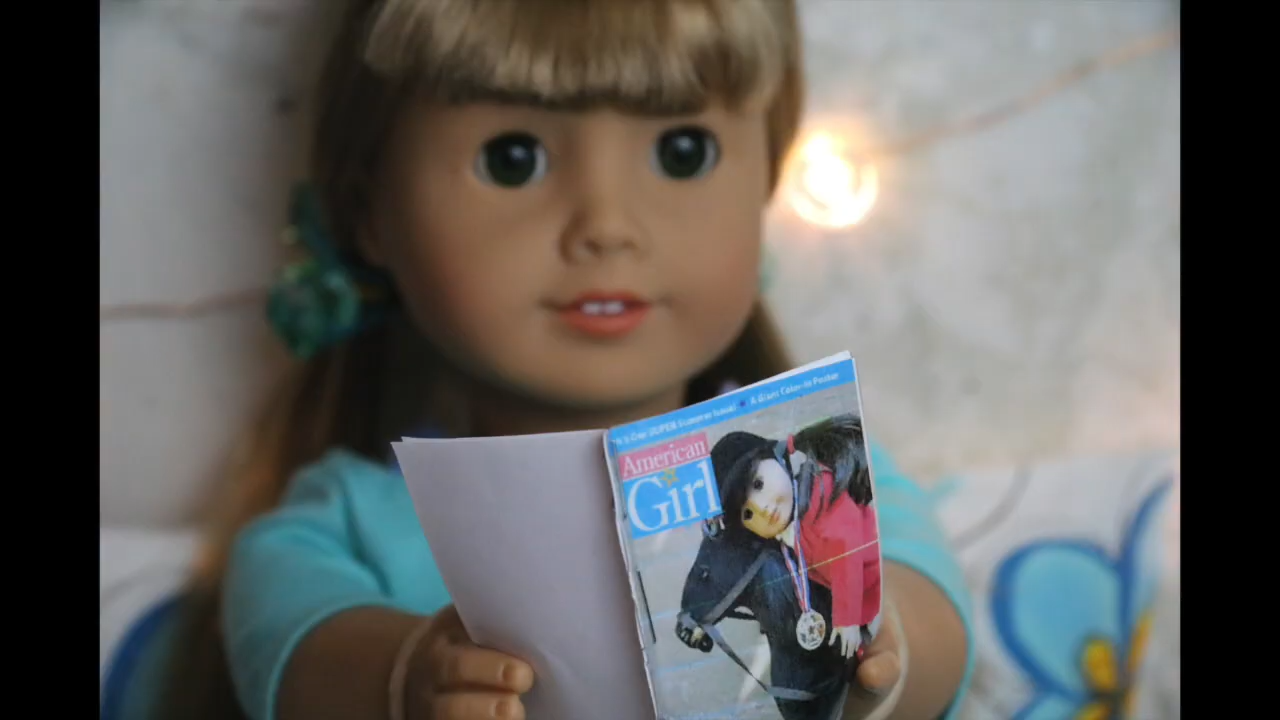 It's Our SUPER Summer Issue! ★ A Giant Color-in Poster
American
Girl